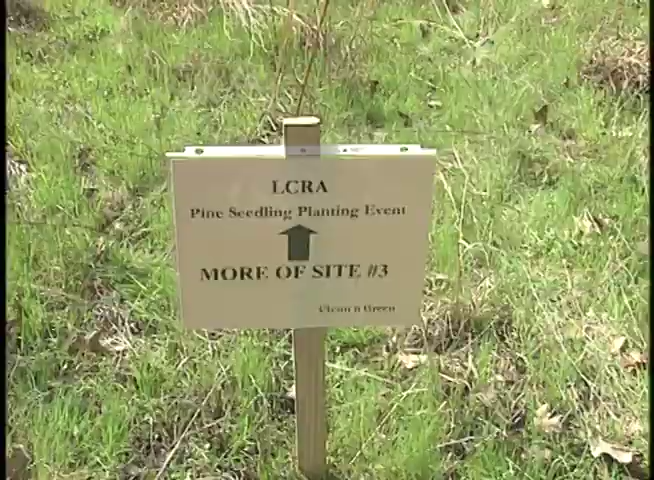 LCRA
Pine Seedling Planting Event
MORE OF SITE #3
Clean n Green